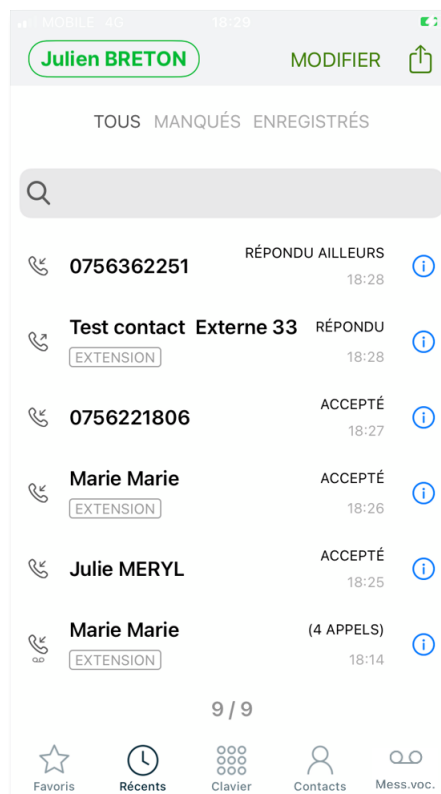 MOBILE 4G 18:29
Julien BRETON MODIFIER
TOUS MANQUÉS ENREGISTRÉS
0756362251 RÉPONDU AILLEURS
18:28
Test contact Externe 33 RÉPONDU
EXTENSION 18:28
0756221806 ACCEPTÉ
18:27
Marie Marie ACCEPTÉ
EXTENSION 18:26
Julie MERYL ACCEPTÉ
18:25
Marie Marie (4 APPELS)
EXTENSION 18:14
9 / 9
Favoris Récents Clavier Contacts Mess.voc.